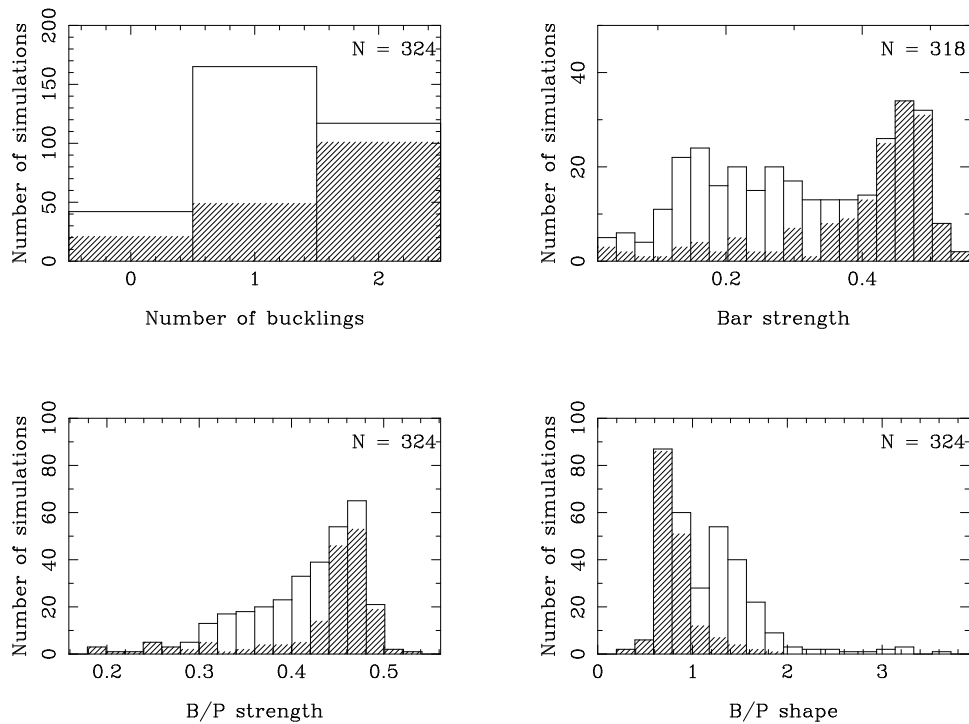 Number of simulations
200
150
100
50
0
N = 324
0 1 2
Number of bucklings
Number of simulations
40
20
0
N = 318
0.2 0.4
Bar strength
Number of simulations
100
80
60
40
20
0
N = 324
0.2 0.3 0.4 0.5
B/P strength
Number of simulations
100
80
60
40
20
0
N = 324
0 1 2 3
B/P shape